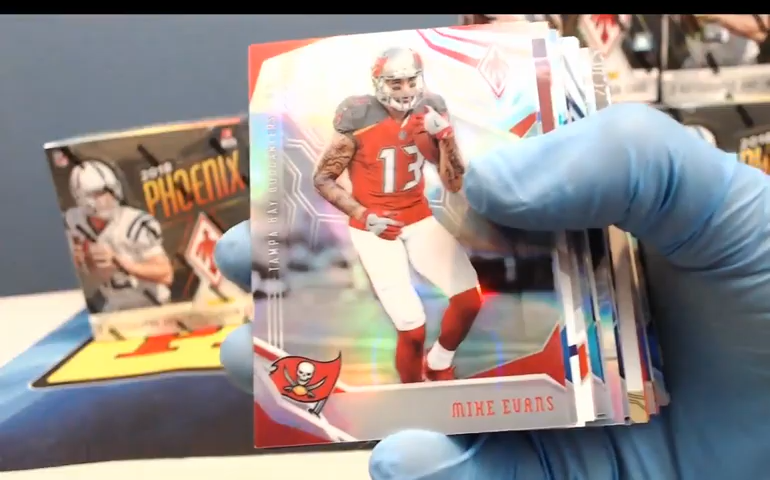 TAMPA BAY BUCCANEERS
13
MIKE EVANS
2018
PHOENIX